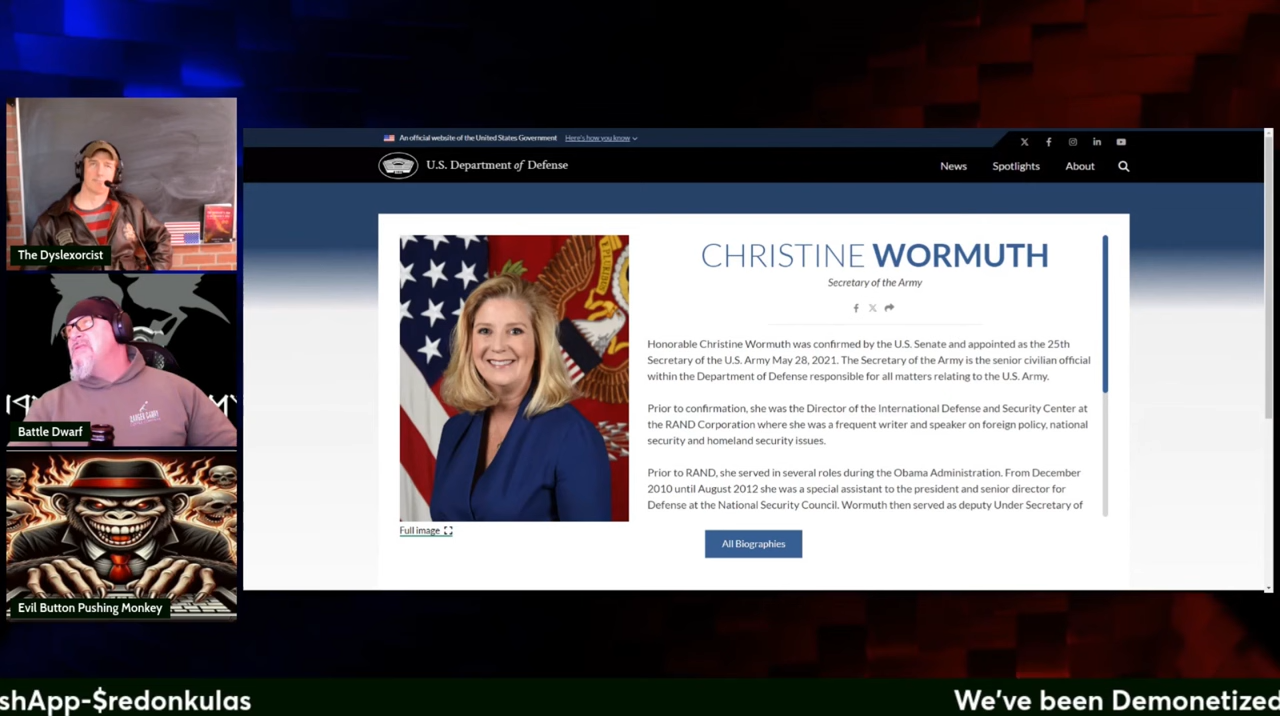 The Dyslexorcist
Battle Dwarf
Evil Button Pushing Monkey
An official website of the United States Government Here's how you know
U.S. Department of Defense
News Spotlights About
CHRISTINE WORMUTH
Secretary of the Army
Honorable Christine Wormuth was confirmed by the U.S. Senate and appointed as the 25th
Secretary of the U.S. Army May 28, 2021. The Secretary of the Army is the senior civilian official
within the Department of Defense responsible for all matters relating to the U.S. Army.
Prior to confirmation, she was the Director of the International Defense and Security Center at
the RAND Corporation where she was a frequent writer and speaker on foreign policy, national
security and homeland security issues.
Prior to RAND, she served in several roles during the Obama Administration. From December
2010 until August 2012 she was a special assistant to the president and senior director for
Defense at the National Security Council. Wormuth then served as deputy Under Secretary of
Full image
All Biographies
shApp-$redonkulas
We've been Demonetized